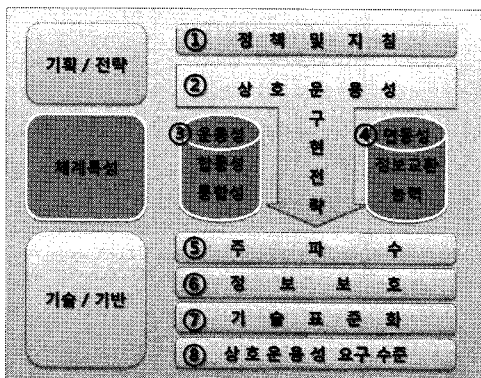 기획 / 전략
① 정 책 및 지 침
② 상 호 운 용 성
구
현
전
략
체계특성
③ 운용성
합동성
통합성
④ 연동성
정보교환
능력
기술 / 기반
⑤ 주 파 수
⑥ 정 보 보 호
⑦ 기 술 표 준 화
⑧ 상호운용성 요구 수준